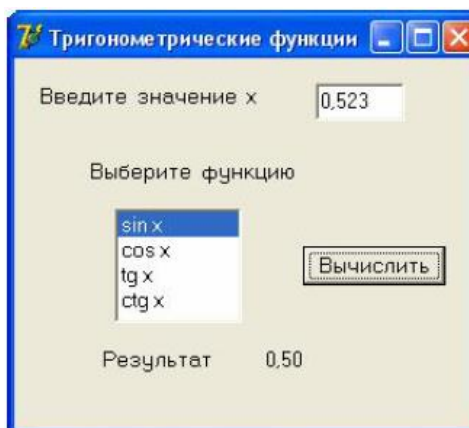 Тригонометрические функции
Введите значение x 0,523
Выберите функцию
sin x
cos x
tg x
ctg x
Вычислить
Результат 0,50